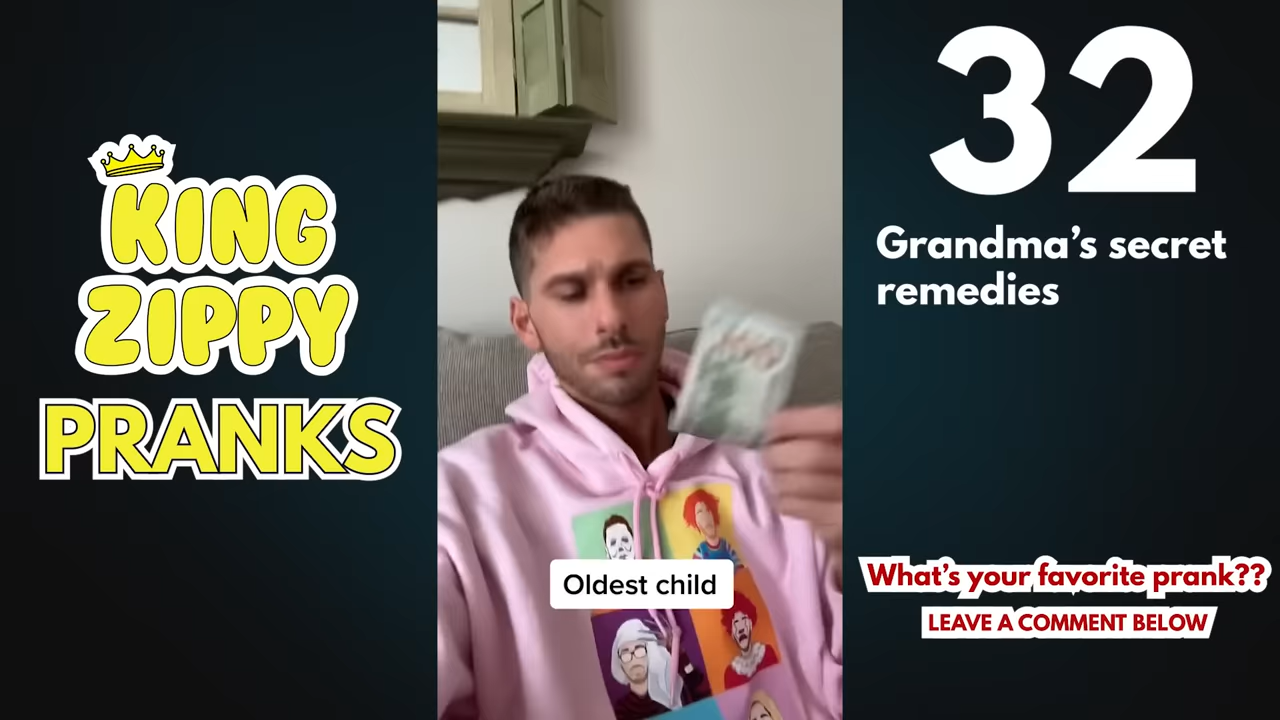 KING
ZIPPY
PRANKS
Oldest child
32
Grandma's secret
remedies
What's your favorite prank??
LEAVE A COMMENT BELOW